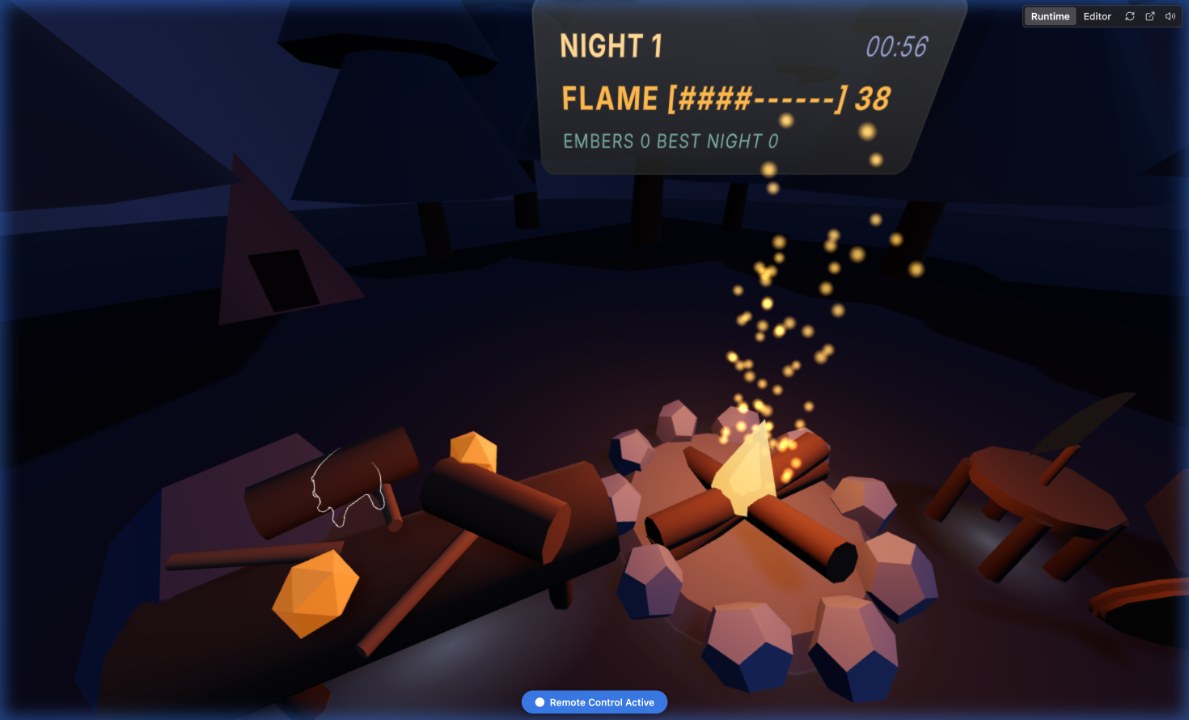 Runtime Editor
NIGHT 1 00:56
FLAME [####------] 38
EMBERS 0 BEST NIGHT 0
Remote Control Active